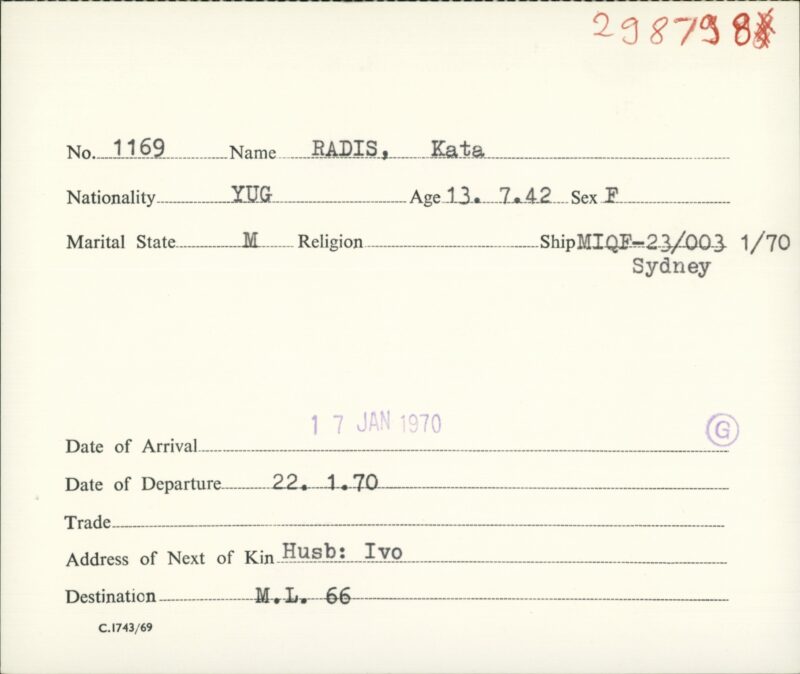 298798
No. 1169 Name RADIS, Kata
Nationality YUG Age 13. 7.42 Sex F
Marital State M Religion Ship MIQF-23/003 1/70
Sydney
17 JAN 1970
G
Date of Arrival
Date of Departure 22. 1.70
Trade
Address of Next of Kin Husb: Ivo
Destination M.L. 66
C.1743/69